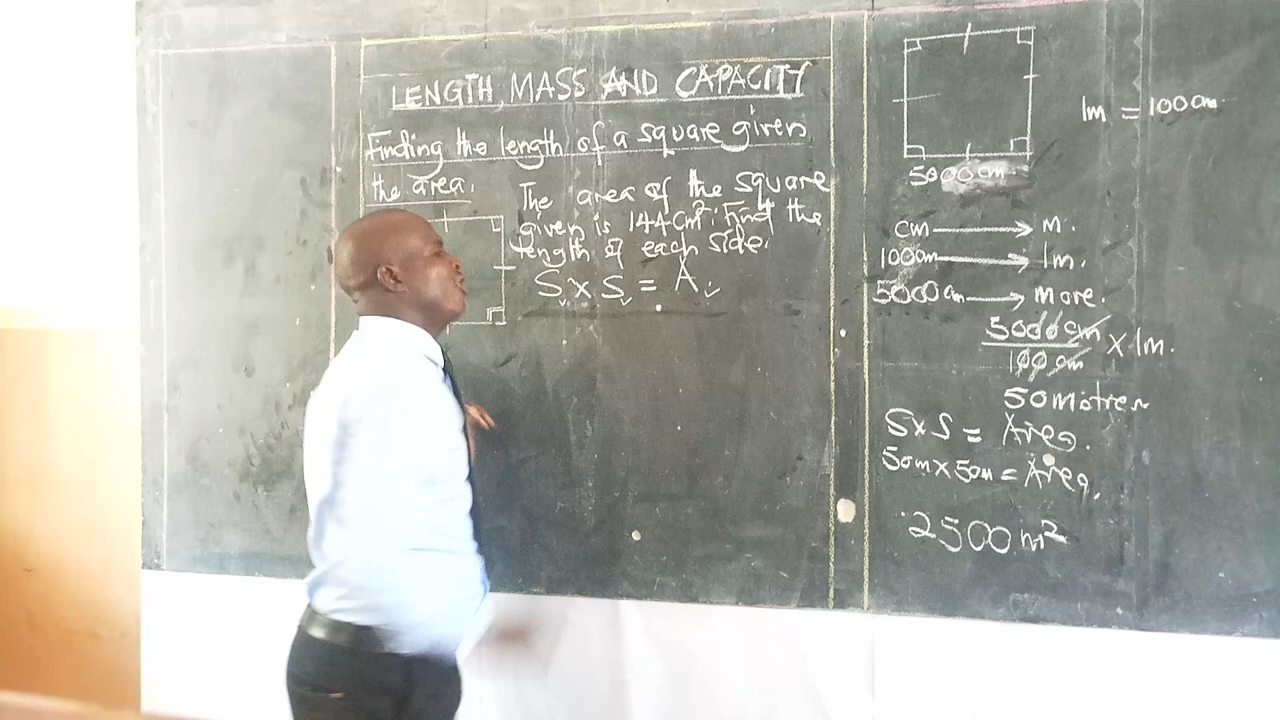 LENGTH, MASS AND CAPACITY
Finding the length of a square given
the area.
The area of the square
given is 144cm². Find the
length of each side.
S × S = A
5000cm
1m = 100cm
cm → m.
100cm → 1m.
5000cm → more.
5000cm
100cm
× 1m.
50metres
S×S = Area.
50m×50m = Area.
2500m²